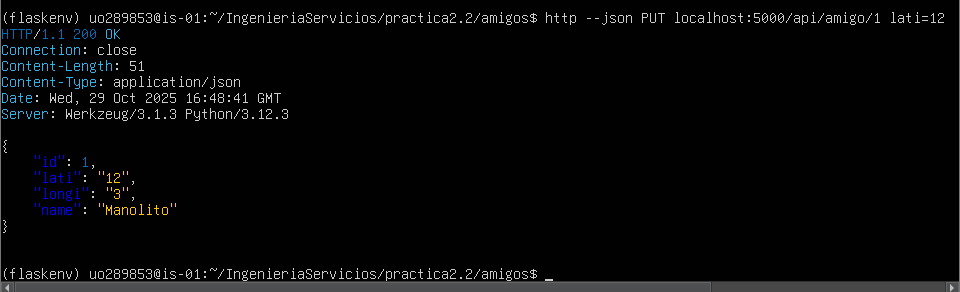 (flaskenv) uo289853@is-01:~/IngenieriaServicios/practica2.2/amigos$ http --json PUT localhost:5000/api/amigo/1 lati=12
HTTP/1.1 200 OK
Connection: close
Content-Length: 51
Content-Type: application/json
Date: Wed, 29 Oct 2025 16:48:41 GMT
Server: Werkzeug/3.1.3 Python/3.12.3
{
    "id": 1,
    "lati": "12",
    "longi": "3",
    "name": "Manolito"
}
(flaskenv) uo289853@is-01:~/IngenieriaServicios/practica2.2/amigos$ _